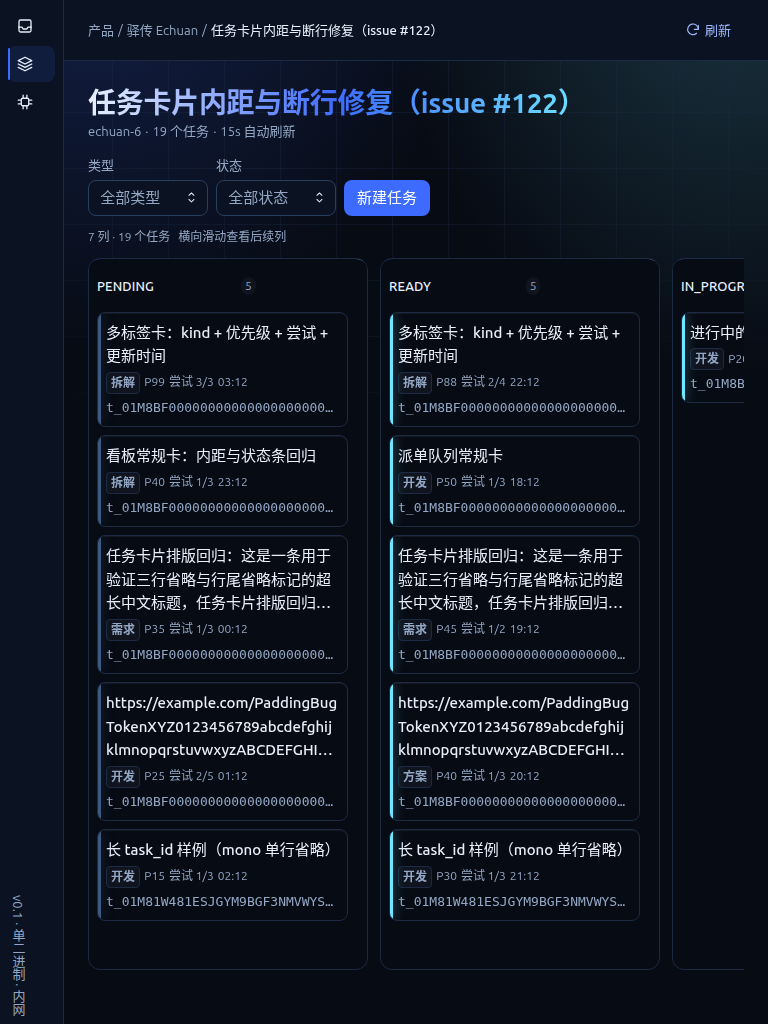 产品 / 驿传 Echuan / 任务卡片内距与断行修复（issue #122）
刷新
任务卡片内距与断行修复（issue #122）
echuan-6 · 19 个任务 · 15s 自动刷新
类型
状态
全部类型
全部状态
新建任务
7 列 · 19 个任务 横向滑动查看后续列
PENDING 5
多标签卡：kind + 优先级 + 尝试 +
更新时间
拆解 P99 尝试 3/3 03:12
看板常规卡：内距与状态条回归
拆解 P40 尝试 1/3 23:12
任务卡片排版回归：这是一条用于
验证三行省略与行尾省略标记的超
长中文标题，任务卡片排版回归…
需求 P35 尝试 1/3 00:12
https://example.com/PaddingBug
TokenXYZ0123456789abcdefghij
klmnopqrstuvwxyzABCDEFGHI…
开发 P25 尝试 2/5 01:12
长 task_id 样例（mono 单行省略）
开发 P15 尝试 1/3 02:12
t_01M81W481ESJGYM9BGF3NMVWYS…
READY 5
多标签卡：kind + 优先级 + 尝试 +
更新时间
拆解 P88 尝试 2/4 22:12
派单队列常规卡
开发 P50 尝试 1/3 18:12
任务卡片排版回归：这是一条用于
验证三行省略与行尾省略标记的超
长中文标题，任务卡片排版回归…
需求 P45 尝试 1/2 19:12
https://example.com/PaddingBug
TokenXYZ0123456789abcdefghij
klmnopqrstuvwxyzABCDEFGHI…
方案 P40 尝试 1/3 20:12
长 task_id 样例（mono 单行省略）
开发 P30 尝试 1/3 21:12
t_01M81W481ESJGYM9BGF3NMVWYS…
IN_PROGR
进行中的
开发
t_01M8B
v0.1 · 单二进制 · 内网